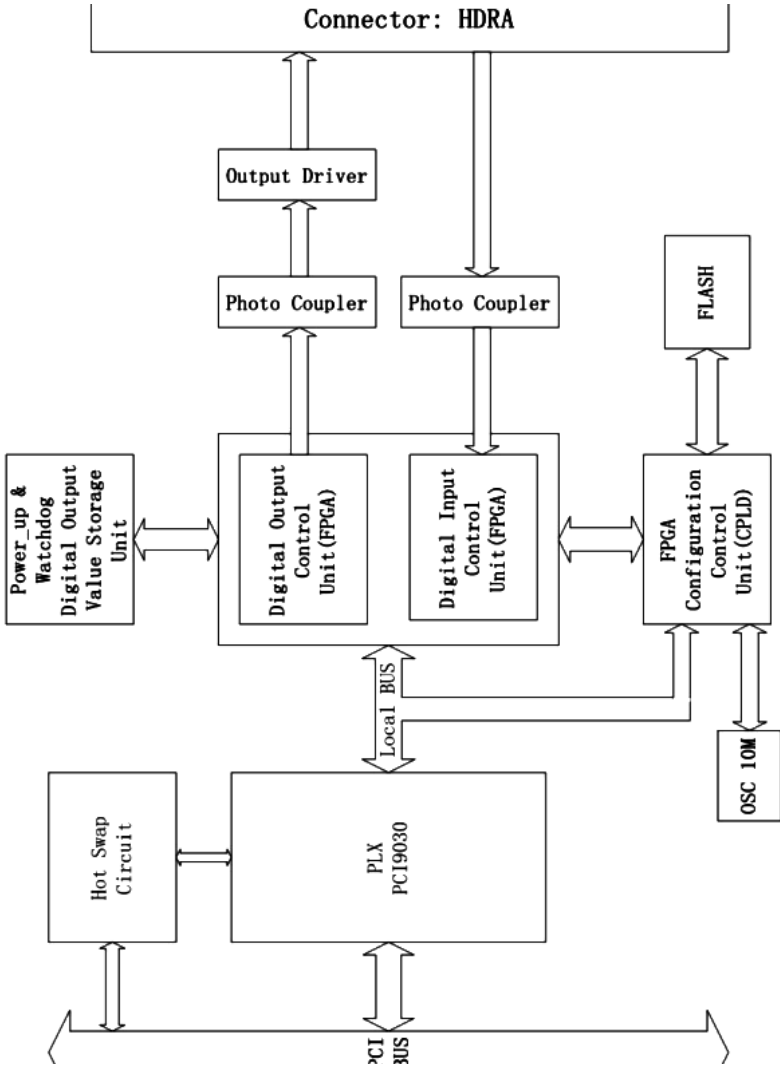 Connector: HDRA
Output Driver
Photo Coupler
Photo Coupler
FLASH
Power_up &
Watchdog
Digital Output
Value Storage
Unit
Digital Output
Control
Unit(FPGA)
Digital Input
Control
Unit(FPGA)
FPGA
Configuration
Control
Unit(CPLD)
Local BUS
OSC 10M
Hot Swap
Circuit
PLX
PCI9030
PCI
BUS